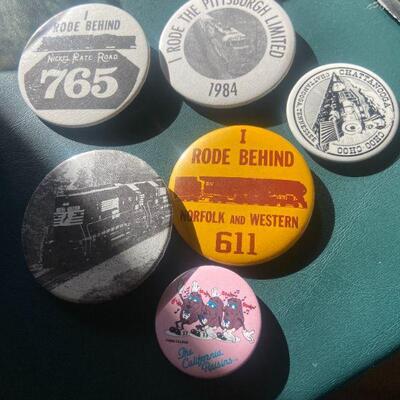 I
RODE BEHIND
NICKEL PLATE ROAD
765
I RODE THE PITTSBURGH LIMITED
1984
CHATTANOOGA
CHOO CHOO
I
RODE BEHIND
NORFOLK AND WESTERN
611
The
California
Raisins